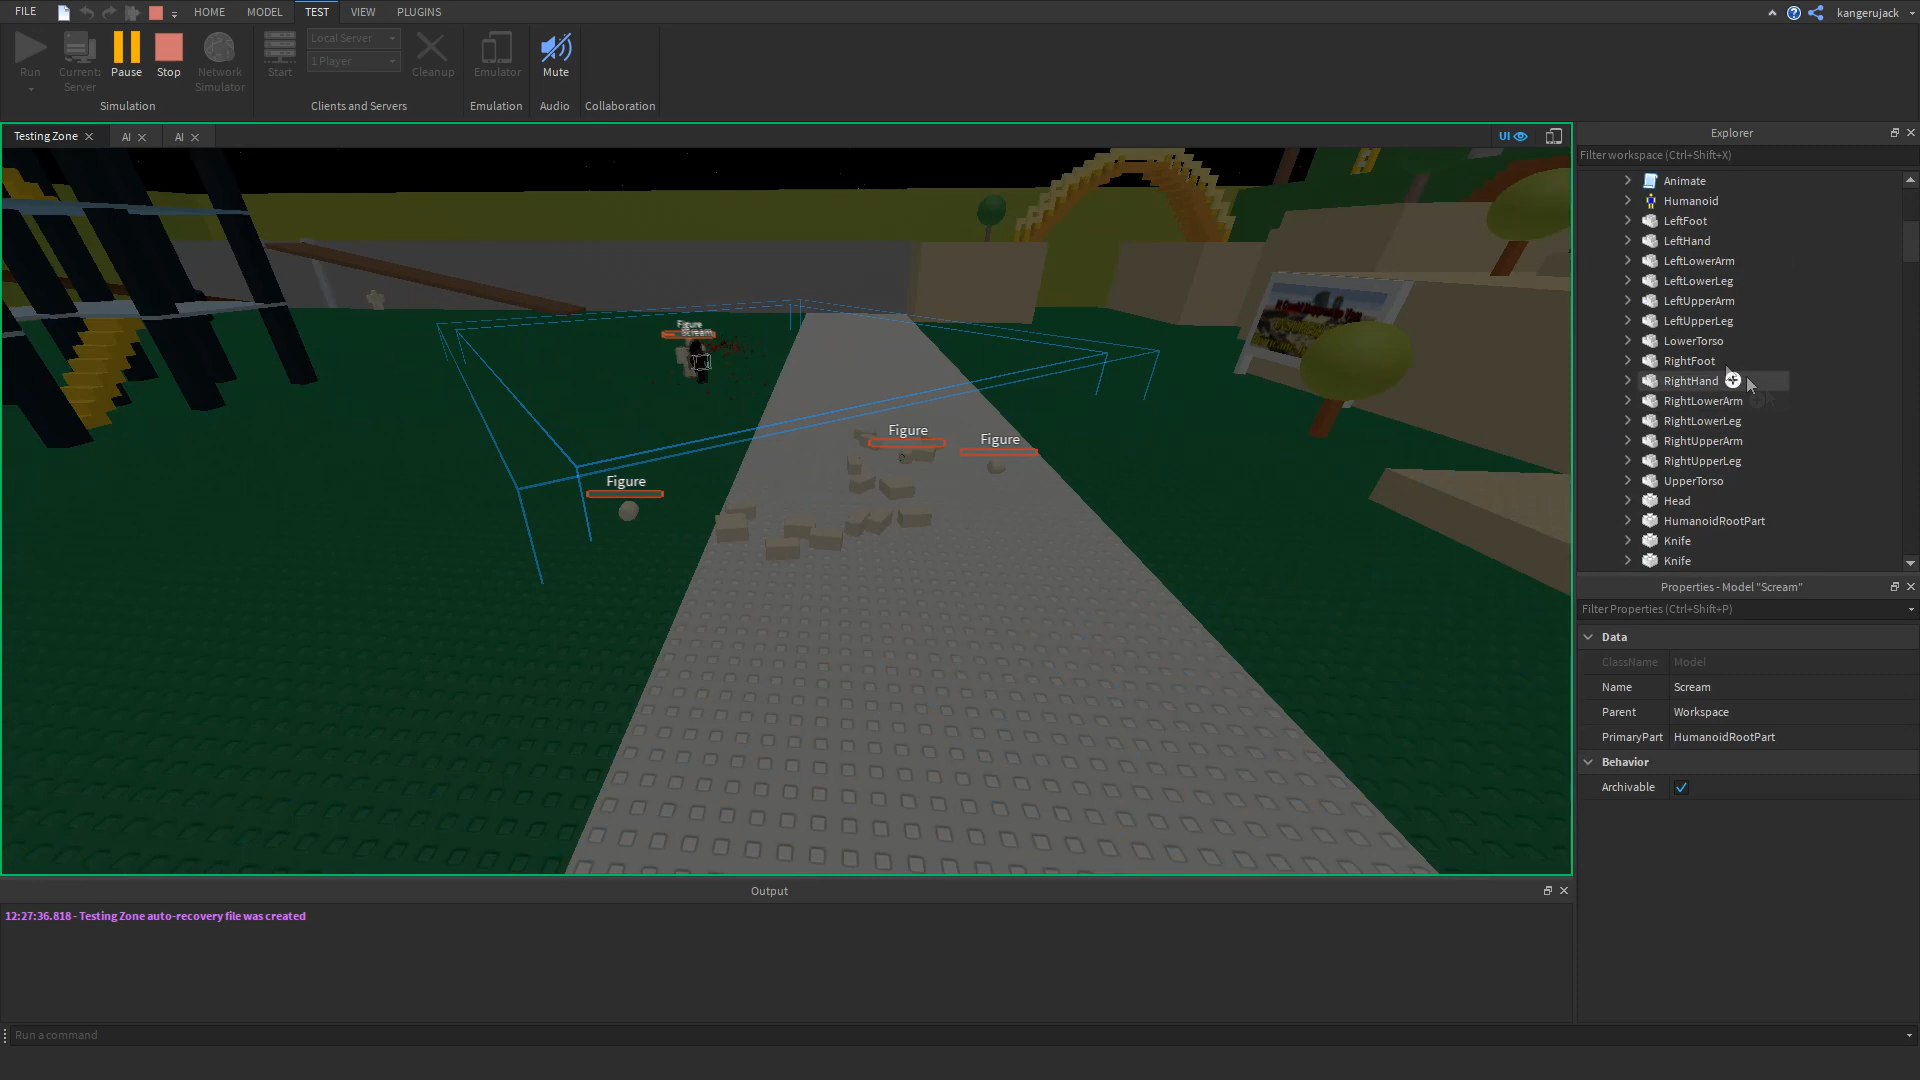 FILE
HOME
MODEL
TEST
VIEW
PLUGINS
kangerujack
Run
Current:
Server
Pause
Stop
Network
Simulator
Simulation
Start
Local Server
1 Player
Cleanup
Clients and Servers
Emulator
Emulation
Mute
Audio
Collaboration
Testing Zone
AI
AI
UI
Explorer
Filter workspace (Ctrl+Shift+X)
Animate
Humanoid
LeftFoot
LeftHand
LeftLowerArm
LeftLowerLeg
LeftUpperArm
LeftUpperLeg
LowerTorso
RightFoot
RightHand
RightLowerArm
RightLowerLeg
RightUpperArm
RightUpperLeg
UpperTorso
Head
HumanoidRootPart
Knife
Knife
Figure
Scream
Figure
Figure
Figure
Properties - Model "Scream"
Filter Properties (Ctrl+Shift+P)
Data
ClassName Model
Name Scream
Parent Workspace
PrimaryPart HumanoidRootPart
Behavior
Archivable
Output
12:27:36.818 - Testing Zone auto-recovery file was created
Run a command